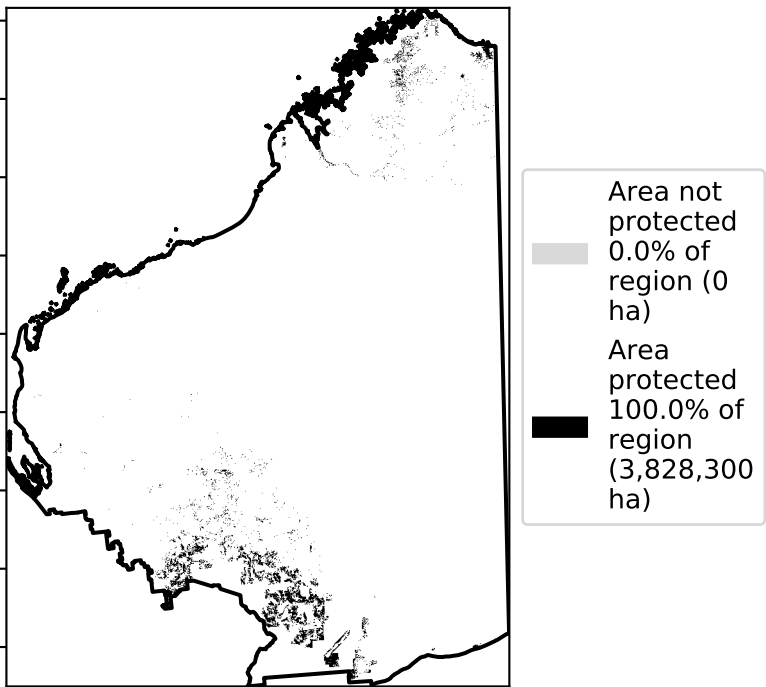 Area not
protected
0.0% of
region (0
ha)
Area
protected
100.0% of
region
(3,828,300
ha)